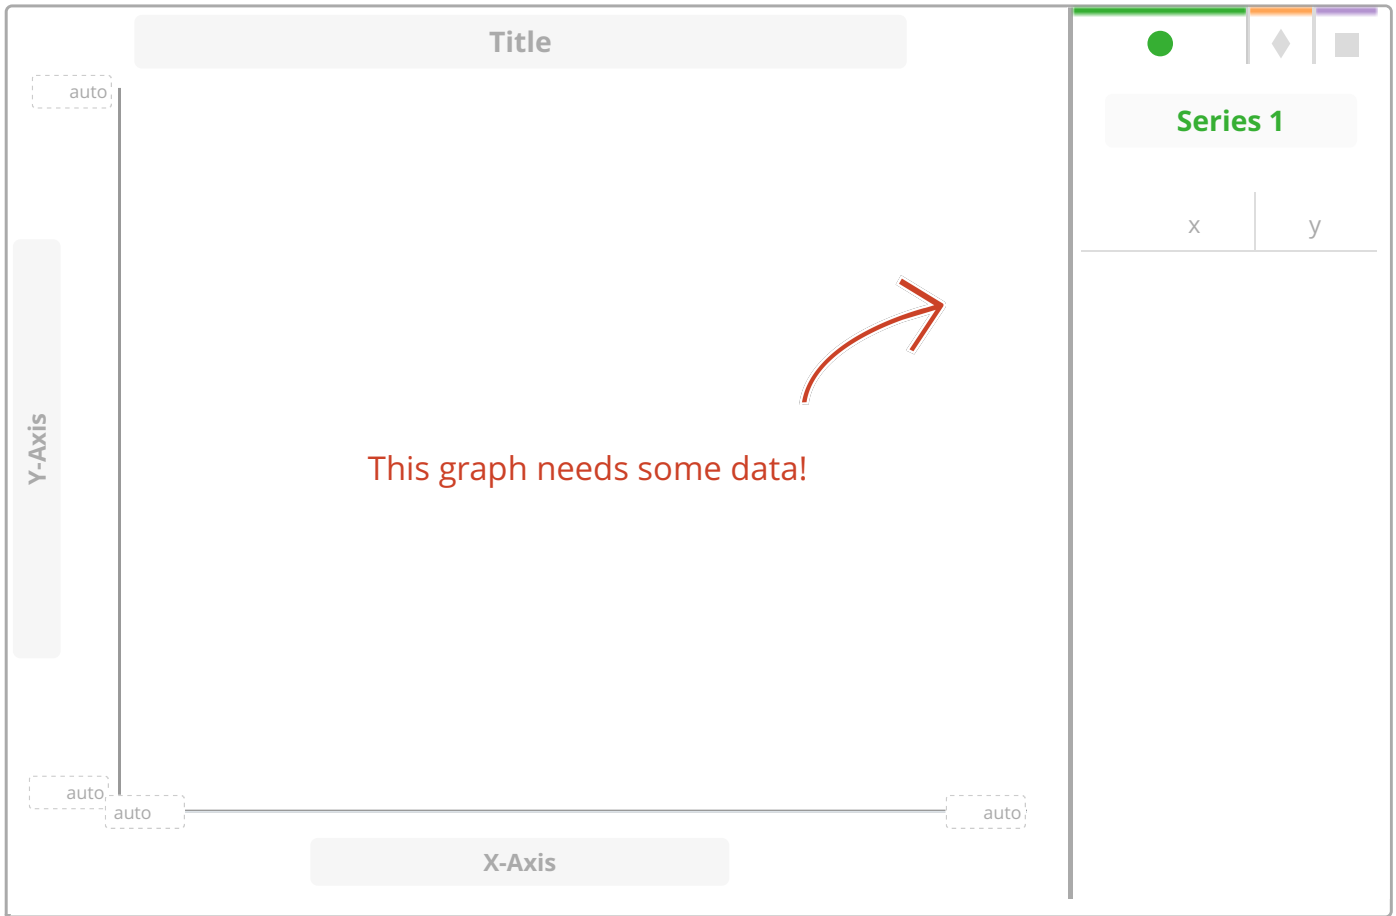 Title
auto
Y-Axis
This graph needs some data!
auto
auto
auto
X-Axis
Series 1
x
y